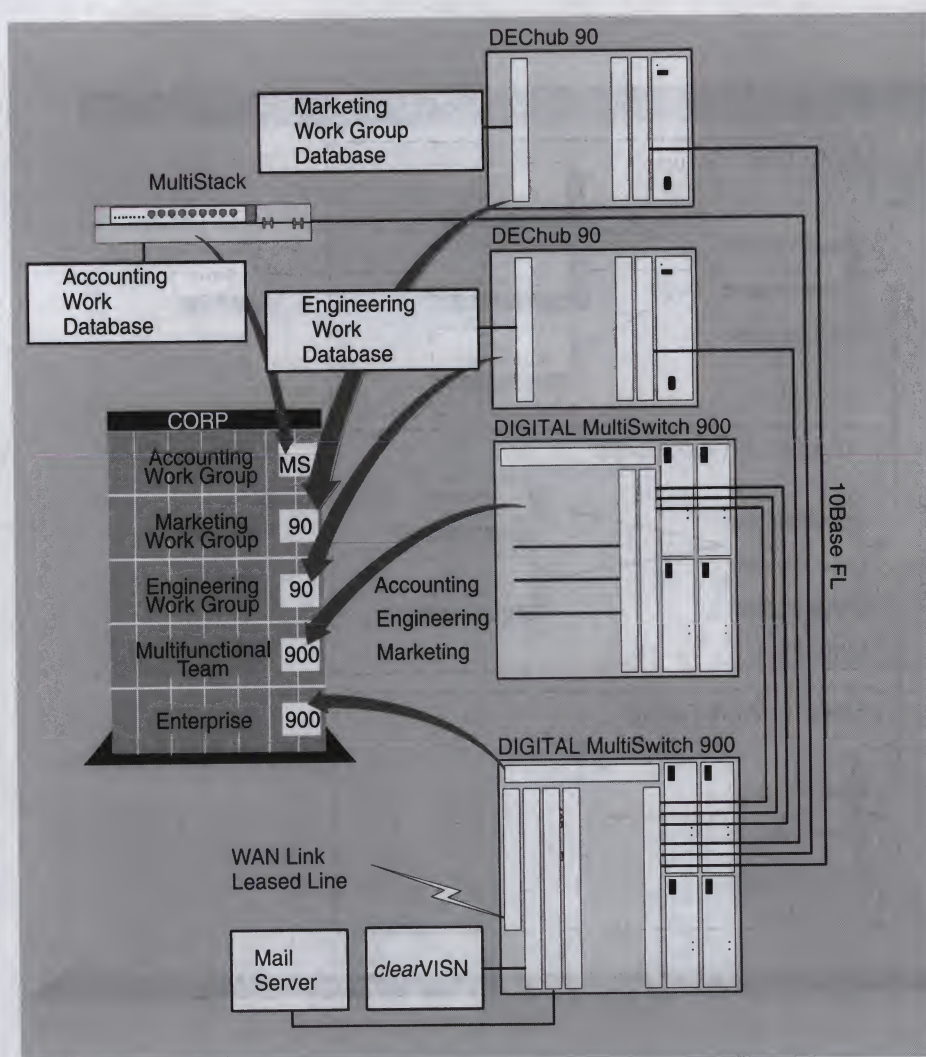 DEChub 90
Marketing
Work Group
Database
MultiStack
DEChub 90
Accounting
Work
Database
Engineering
Work
Database
CORP
Accounting
Work Group
MS
Marketing
Work Group
90
Engineering
Work Group
90
Multifunctional
Team
900
Enterprise
900
DIGITAL MultiSwitch 900
Accounting
Engineering
Marketing
10Base FL
DIGITAL MultiSwitch 900
WAN Link
Leased Line
Mail
Server
clearVISN